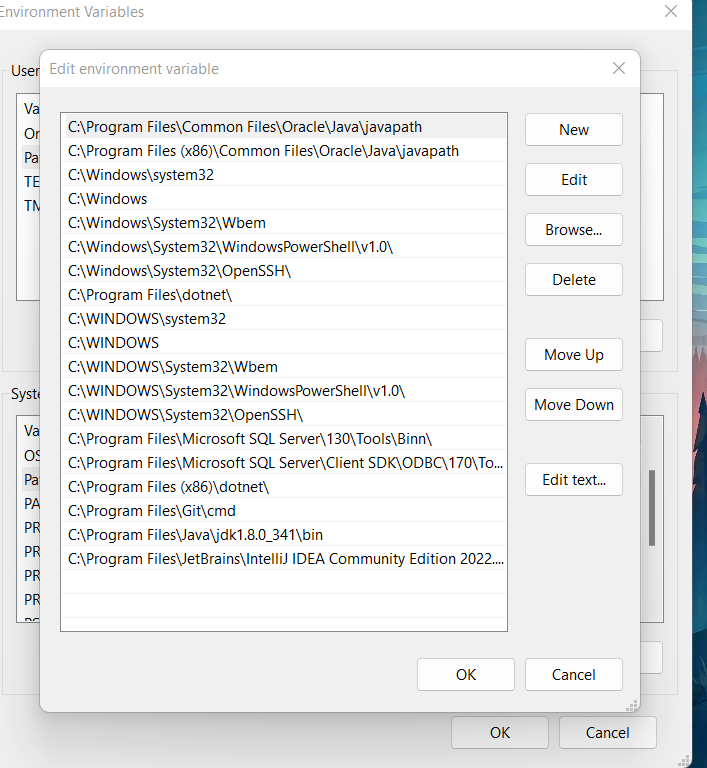 Environment Variables
Edit environment variable
User
Va
On
Pa
TE
TM
C:\Program Files\Common Files\Oracle\Java\javapath
C:\Program Files (x86)\Common Files\Oracle\Java\javapath
C:\Windows\system32
C:\Windows
C:\Windows\System32\Wbem
C:\Windows\System32\WindowsPowerShell\v1.0\
C:\Windows\System32\OpenSSH\
C:\Program Files\dotnet\
C:\WINDOWS\system32
C:\WINDOWS
C:\WINDOWS\System32\Wbem
C:\WINDOWS\System32\WindowsPowerShell\v1.0\
C:\WINDOWS\System32\OpenSSH\
C:\Program Files\Microsoft SQL Server\130\Tools\Binn\
C:\Program Files\Microsoft SQL Server\Client SDK\ODBC\170\To...
C:\Program Files (x86)\dotnet\
C:\Program Files\Git\cmd
C:\Program Files\Java\jdk1.8.0_341\bin
C:\Program Files\JetBrains\IntelliJ IDEA Community Edition 2022....
New
Edit
Browse...
Delete
Move Up
Move Down
Edit text...
Syste
Va
OS
Pa
PA
PR
PR
PR
PR
OK
Cancel
OK
Cancel